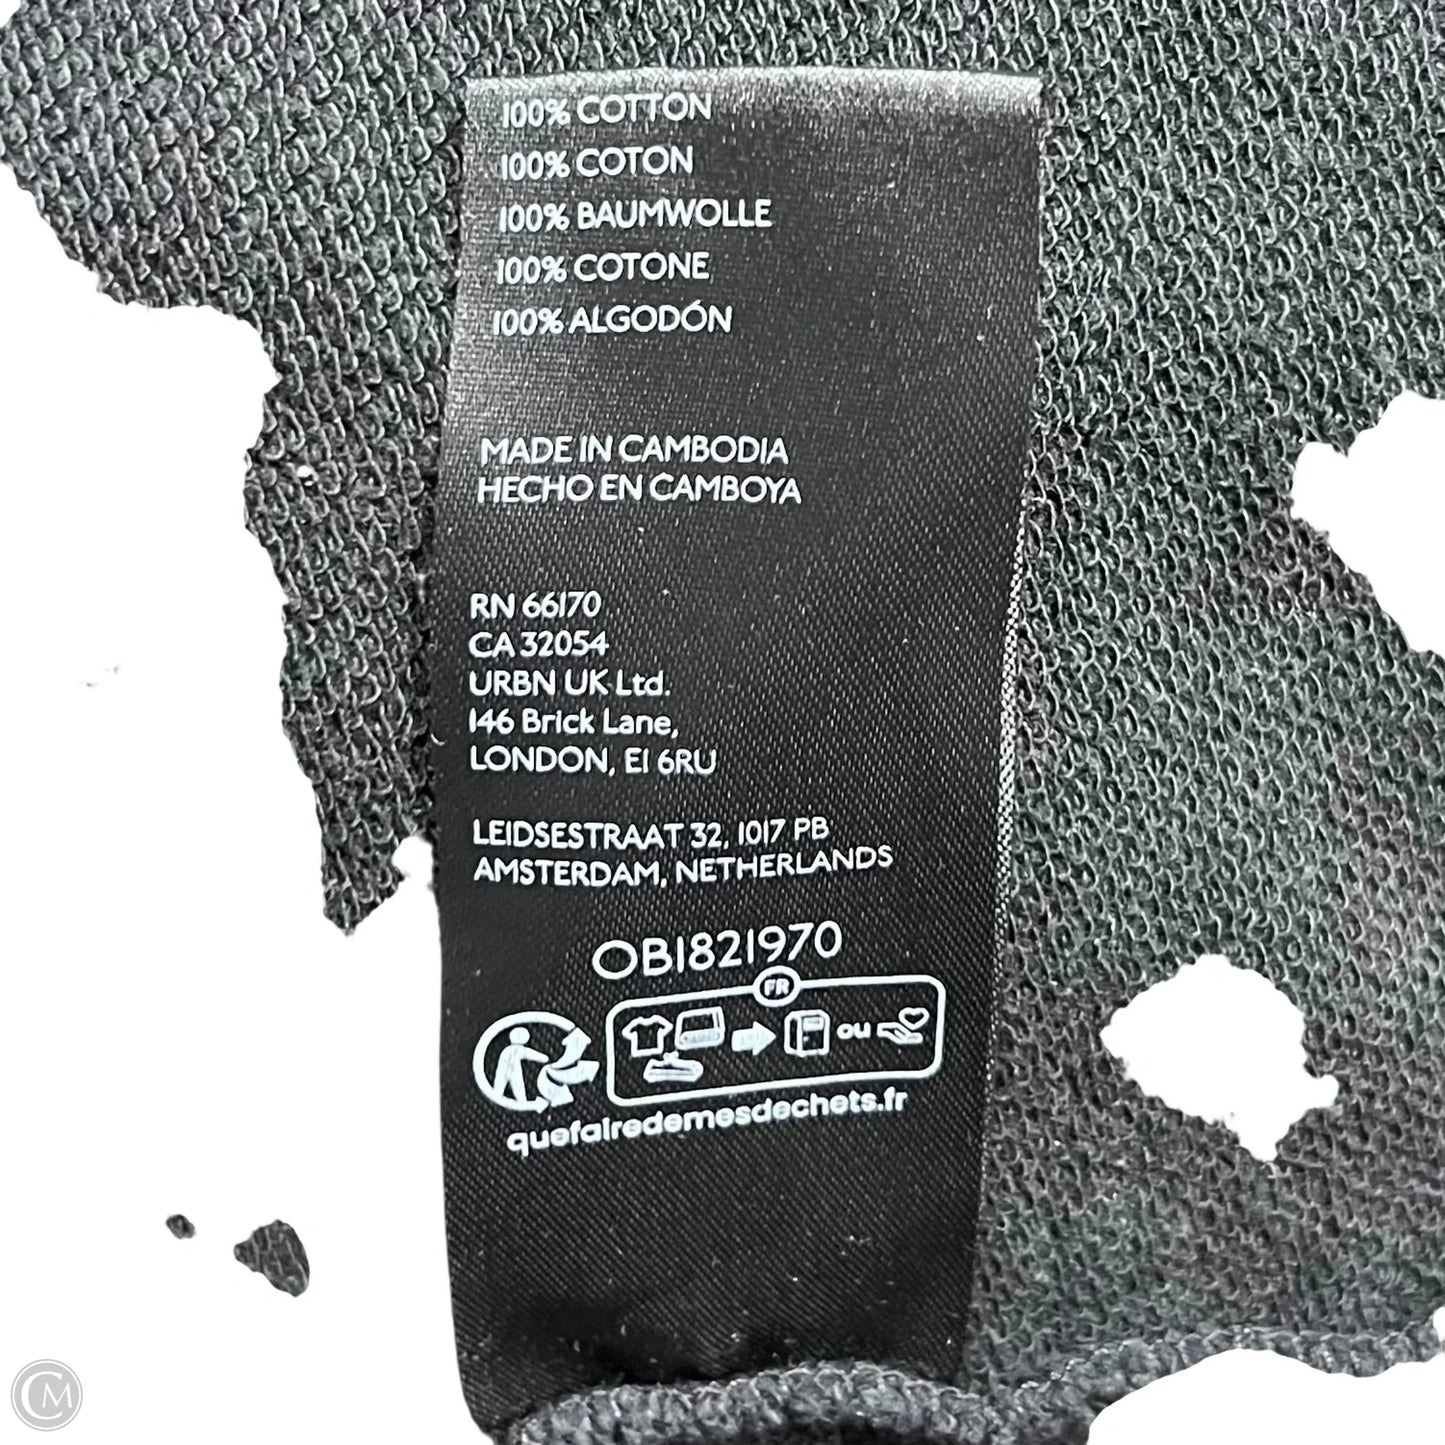 100% COTTON
100% COTON
100% BAUMWOLLE
100% COTONE
100% ALGODÓN
MADE IN CAMBODIA
HECHO EN CAMBOYA
RN 66170
CA 32054
URBN UK Ltd.
146 Brick Lane,
LONDON, E1 6RU
LEIDSESTRAAT 32, 1017 PB
AMSTERDAM, NETHERLANDS
OB1821970
FR
ou
quefairedemesdechets.fr
CM